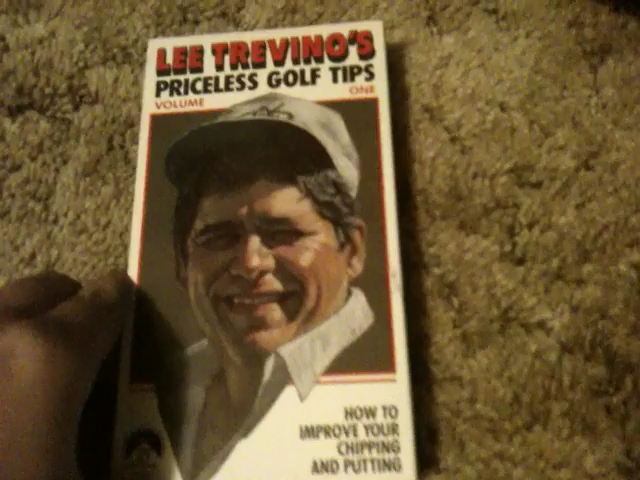 LEE TREVINO'S
PRICELESS GOLF TIPS
VOLUME ONE
HOW TO
IMPROVE YOUR
CHIPPING
AND PUTTING